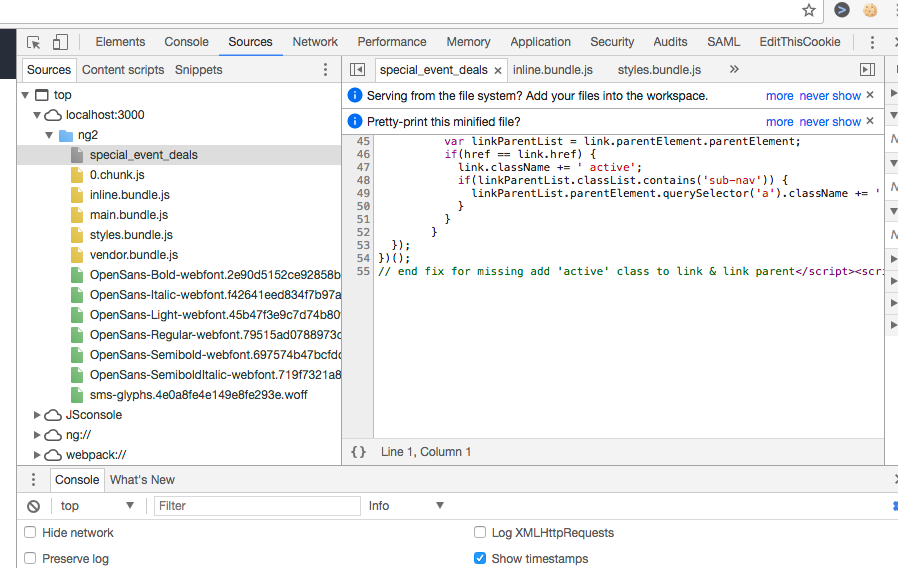 Elements Console Sources Network Performance Memory Application Security Audits SAML EditThisCookie
Sources Content scripts Snippets
special_event_deals × inline.bundle.js styles.bundle.js »
Serving from the file system? Add your files into the workspace. more never show ×
Pretty-print this minified file? more never show ×
top
localhost:3000
ng2
special_event_deals
0.chunk.js
inline.bundle.js
main.bundle.js
styles.bundle.js
vendor.bundle.js
OpenSans-Bold-webfont.2e90d5152ce92858b
OpenSans-Italic-webfont.f42641eed834f7b97a
OpenSans-Light-webfont.45b47f3e9c7d74b80
OpenSans-Regular-webfont.79515ad0788973c
OpenSans-Semibold-webfont.697574b47bcfdc
OpenSans-SemiboldItalic-webfont.719f7321a8
sms-glyphs.4e0a8fe4e149e8fe293e.woff
JSconsole
ng://
webpack://
45 var linkParentList = link.parentElement.parentElement;
46 if(href == link.href) {
47 link.className += ' active';
48 if(linkParentList.classList.contains('sub-nav')) {
49 linkParentList.parentElement.querySelector('a').className += '
50 }
51 }
52 }
53 });
54 })();
55 // end fix for missing add 'active' class to link & link parent</script><scri
{} Line 1, Column 1
Console What's New
top Filter Info
Hide network Log XMLHttpRequests
Preserve log Show timestamps